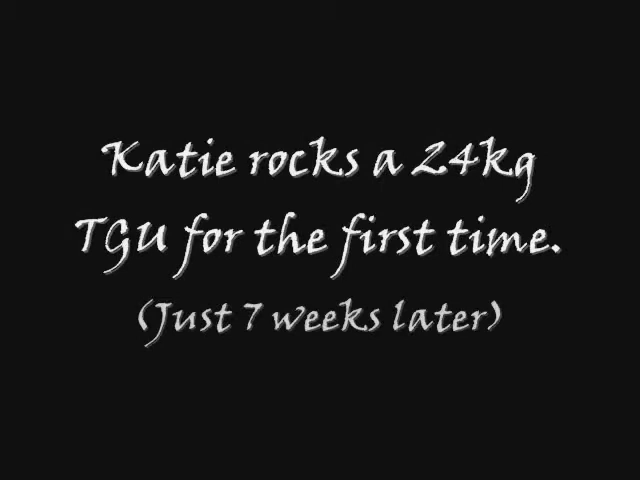 Katie rocks a 24kg
TGU for the first time.
(Just 7 weeks later)